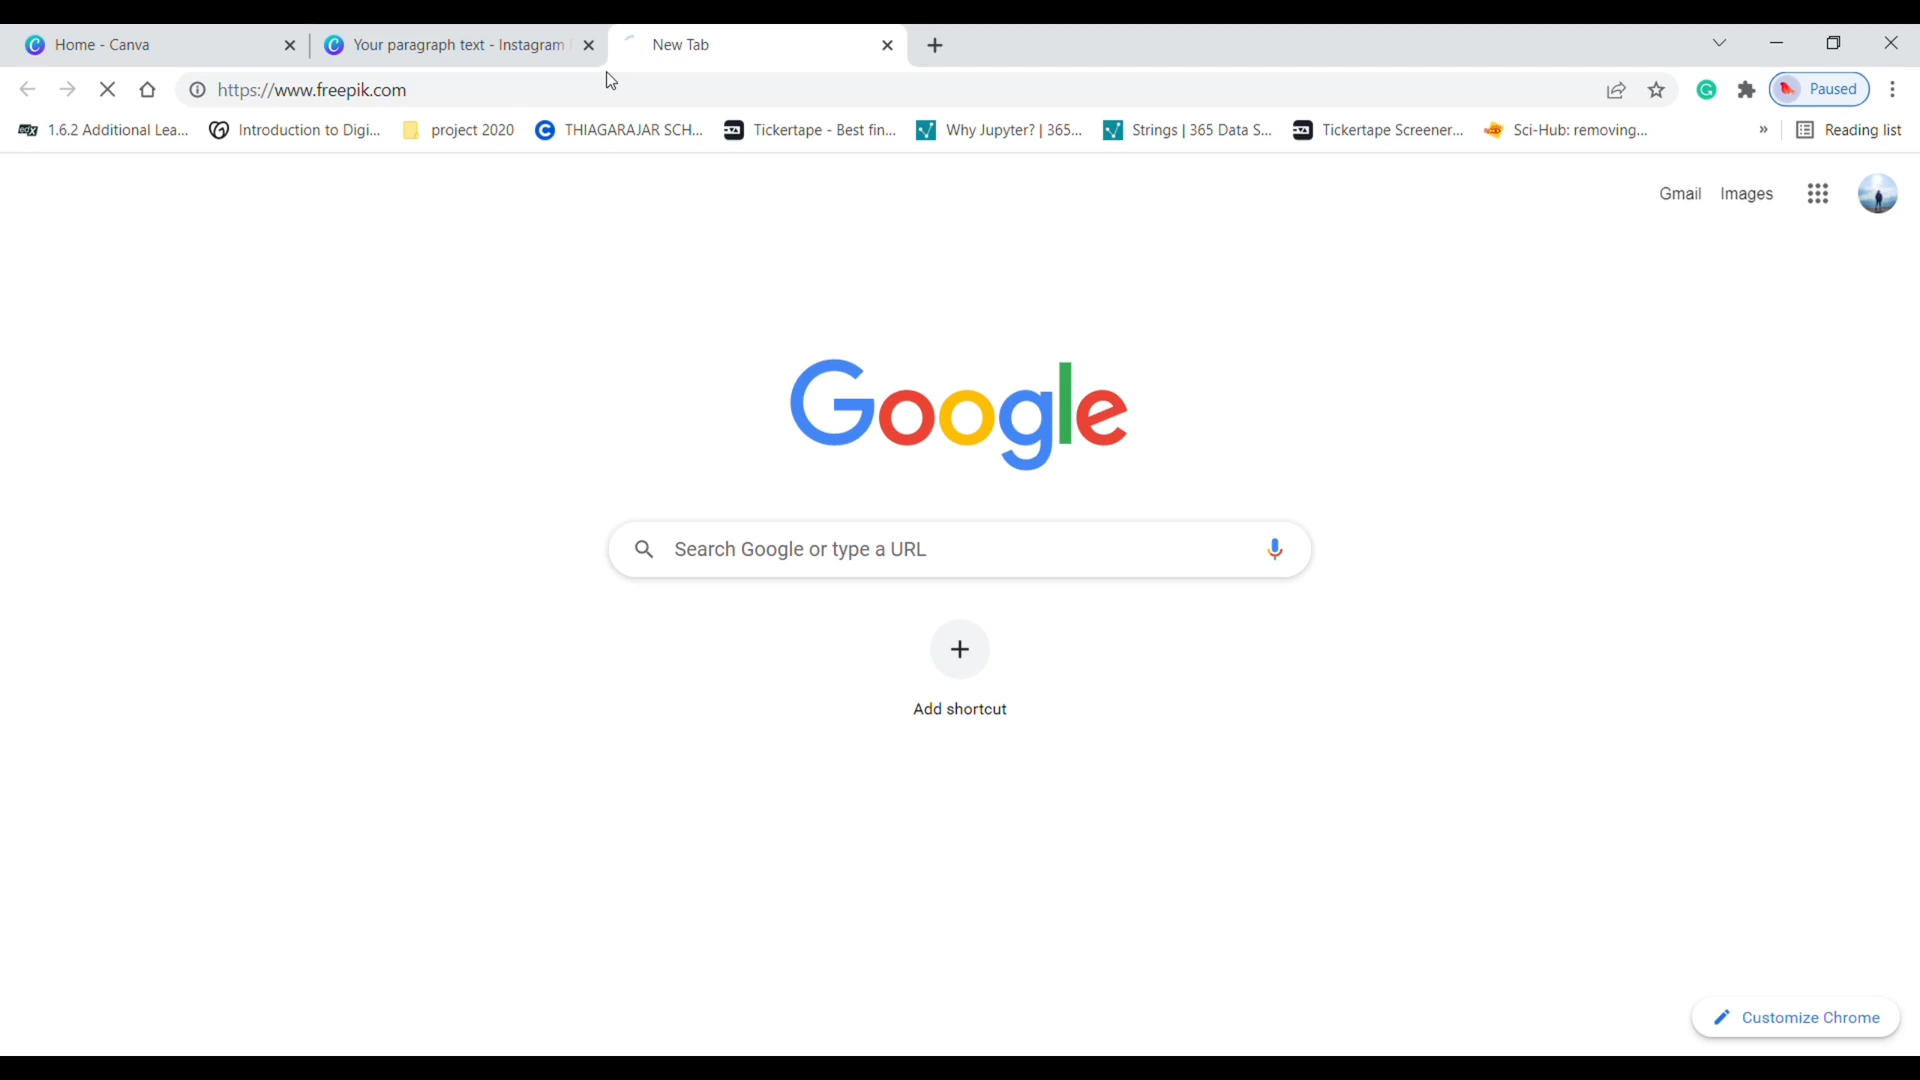 Home - Canva
Your paragraph text - Instagram
New Tab
https://www.freepik.com
Paused
1.6.2 Additional Lea...
Introduction to Digi...
project 2020
THIAGARAJAR SCH...
Tickertape - Best fin...
Why Jupyter? | 365...
Strings | 365 Data S...
Tickertape Screener...
Sci-Hub: removing...
»
Reading list
Gmail
Images
Google
Search Google or type a URL
Add shortcut
Customize Chrome